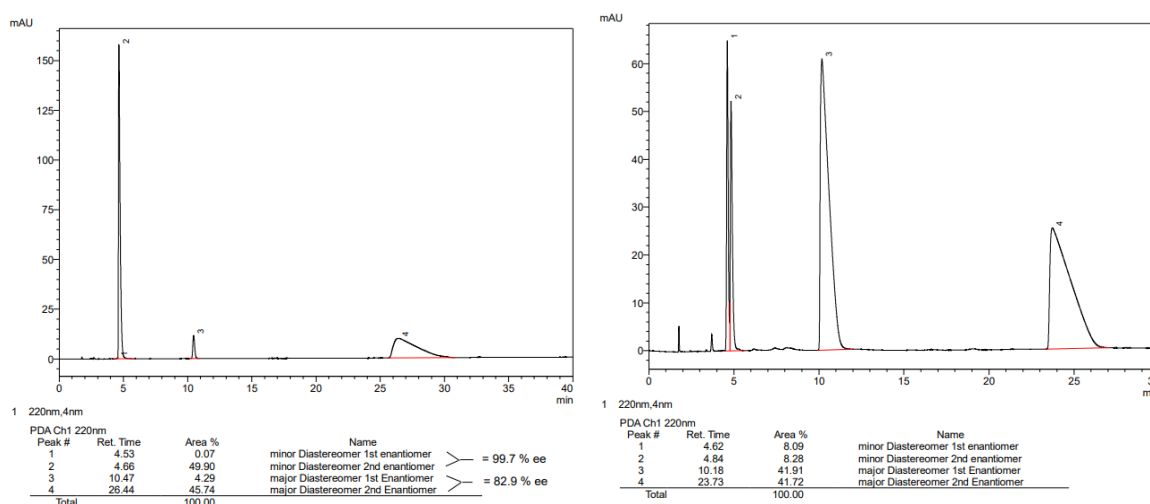 mAU
2
150
125
100
75
50
25
0
1
3
4
0 5 10 15 20 25 30 35 40
min
1 220nm,4nm
PDA Ch1 220nm
Peak # Ret. Time Area % Name
1 4.53 0.07 minor Diastereomer 1st enantiomer
2 4.66 49.90 minor Diastereomer 2nd enantiomer
= 99.7 % ee
3 10.47 4.29 major Diastereomer 1st Enantiomer
4 26.44 45.74 major Diastereomer 2nd Enantiomer
= 82.9 % ee
Total 100.00
mAU
1
2
3
4
60
50
40
30
20
10
0
0 5 10 15 20 25
1 220nm,4nm
PDA Ch1 220nm
Peak # Ret. Time Area % Name
1 4.62 8.09 minor Diastereomer 1st enantiomer
2 4.84 8.28 minor Diastereomer 2nd enantiomer
3 10.18 41.91 major Diastereomer 1st Enantiomer
4 23.73 41.72 major Diastereomer 2nd Enantiomer
Total 100.00